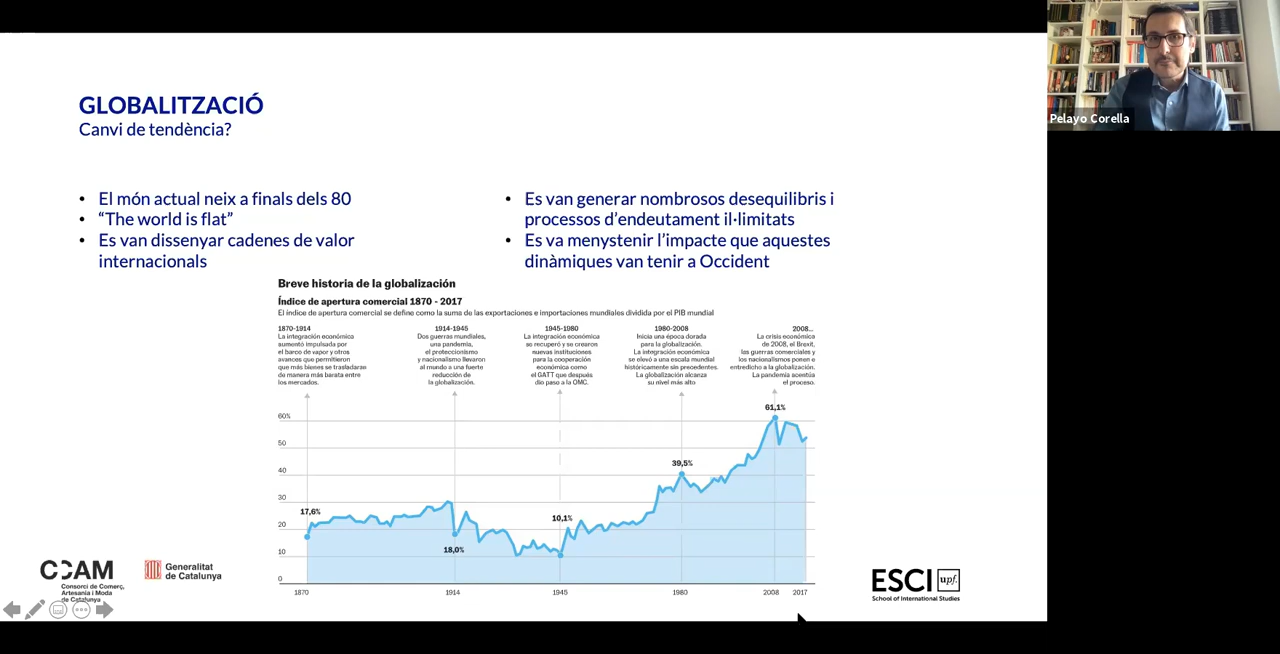 GLOBALITZACIÓ
Canvi de tendència?
• El món actual neix a finals dels 80
• “The world is flat”
• Es van dissenyar cadenes de valor
internacionals
• Es van generar nombrosos desequilibris i
processos d’endeutament il·limitats
• Es va menystenir l’impacte que aquestes
dinàmiques van tenir a Occident
Breve historia de la globalización
Índice de apertura comercial 1870 - 2017
El índice de apertura comercial se define como la suma de las exportaciones e importaciones mundiales dividida por el PIB mundial
1870-1914
La integración económica
aumentó impulsada por
el barco de vapor y otros
avances que permitieron
que más bienes se trasladaran
de manera más barata entre
los mercados.
1914-1945
Dos guerras mundiales,
una pandemia,
el proteccionismo
y nacionalismo llevaron
al mundo a una fuerte
reducción de
la globalización.
1945-1980
La integración económica
se recuperó y se crearon
nuevas instituciones
para la cooperación
económica como
el GATT que después
dio paso a la OMC.
1980-2008
Inicia una época dorada
para la globalización.
La integración económica
se elevó a una escala mundial
históricamente sin precedentes.
La globalización alcanza
su nivel más alto
2008...
La crisis económica
de 2008, el Brexit,
las guerras comerciales y
los nacionalismos ponen e
entredicho a la globalización.
La pandemia acentúa
el proceso.
60%
50
40
30
20
10
0
17,6%
18,0%
10,1%
39,5%
61,1%
1870
1914
1945
1980
2008
2017
CCAM
Consorci de Comerç,
Artesania i Moda
de Catalunya
Generalitat
de Catalunya
ESCI upf.
School of International Studies
Pelayo Corella